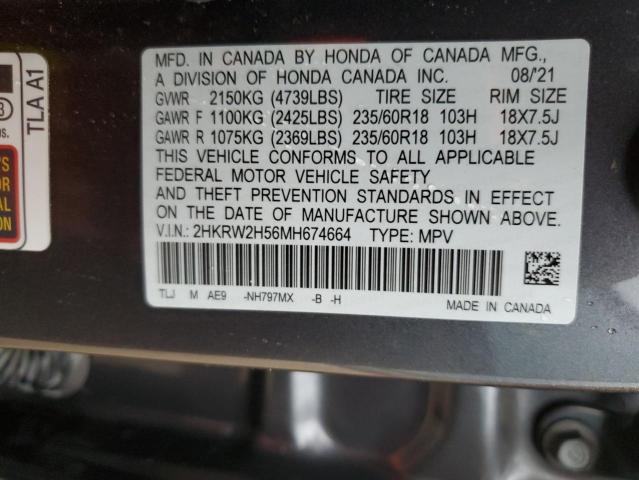 MFD. IN CANADA BY HONDA OF CANADA MFG.,
A DIVISION OF HONDA CANADA INC. 08/'21
GVWR 2150KG (4739LBS) TIRE SIZE RIM SIZE
GAWR F 1100KG (2425LBS) 235/60R18 103H 18X7.5J
GAWR R 1075KG (2369LBS) 235/60R18 103H 18X7.5J
THIS VEHICLE CONFORMS TO ALL APPLICABLE
FEDERAL MOTOR VEHICLE SAFETY
AND THEFT PREVENTION STANDARDS IN EFFECT
ON THE DATE OF MANUFACTURE SHOWN ABOVE.
V.I.N.: 2HKRW2H56MH674664 TYPE: MPV
TLJ M AE9 -NH797MX -B -H
MADE IN CANADA
TLA A1